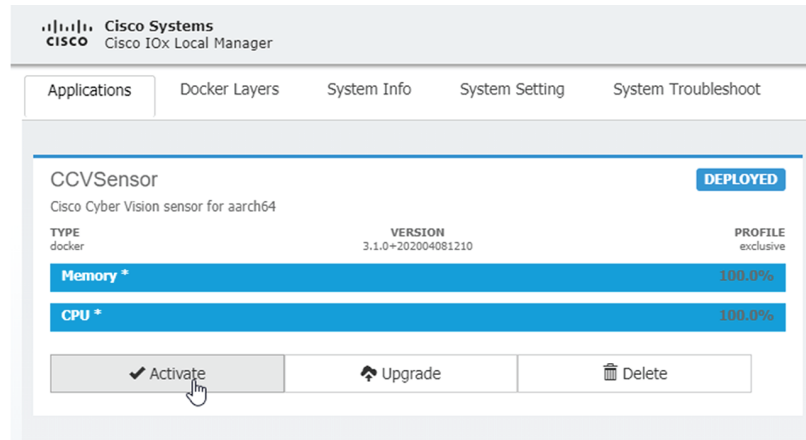 Cisco Systems
CISCO Cisco IOx Local Manager
Applications Docker Layers System Info System Setting System Troubleshoot
CCVSensor DEPLOYED
Cisco Cyber Vision sensor for aarch64
TYPE VERSION PROFILE
docker 3.1.0+202004081210 exclusive
Memory * 100.0%
CPU * 100.0%
Activate Upgrade Delete